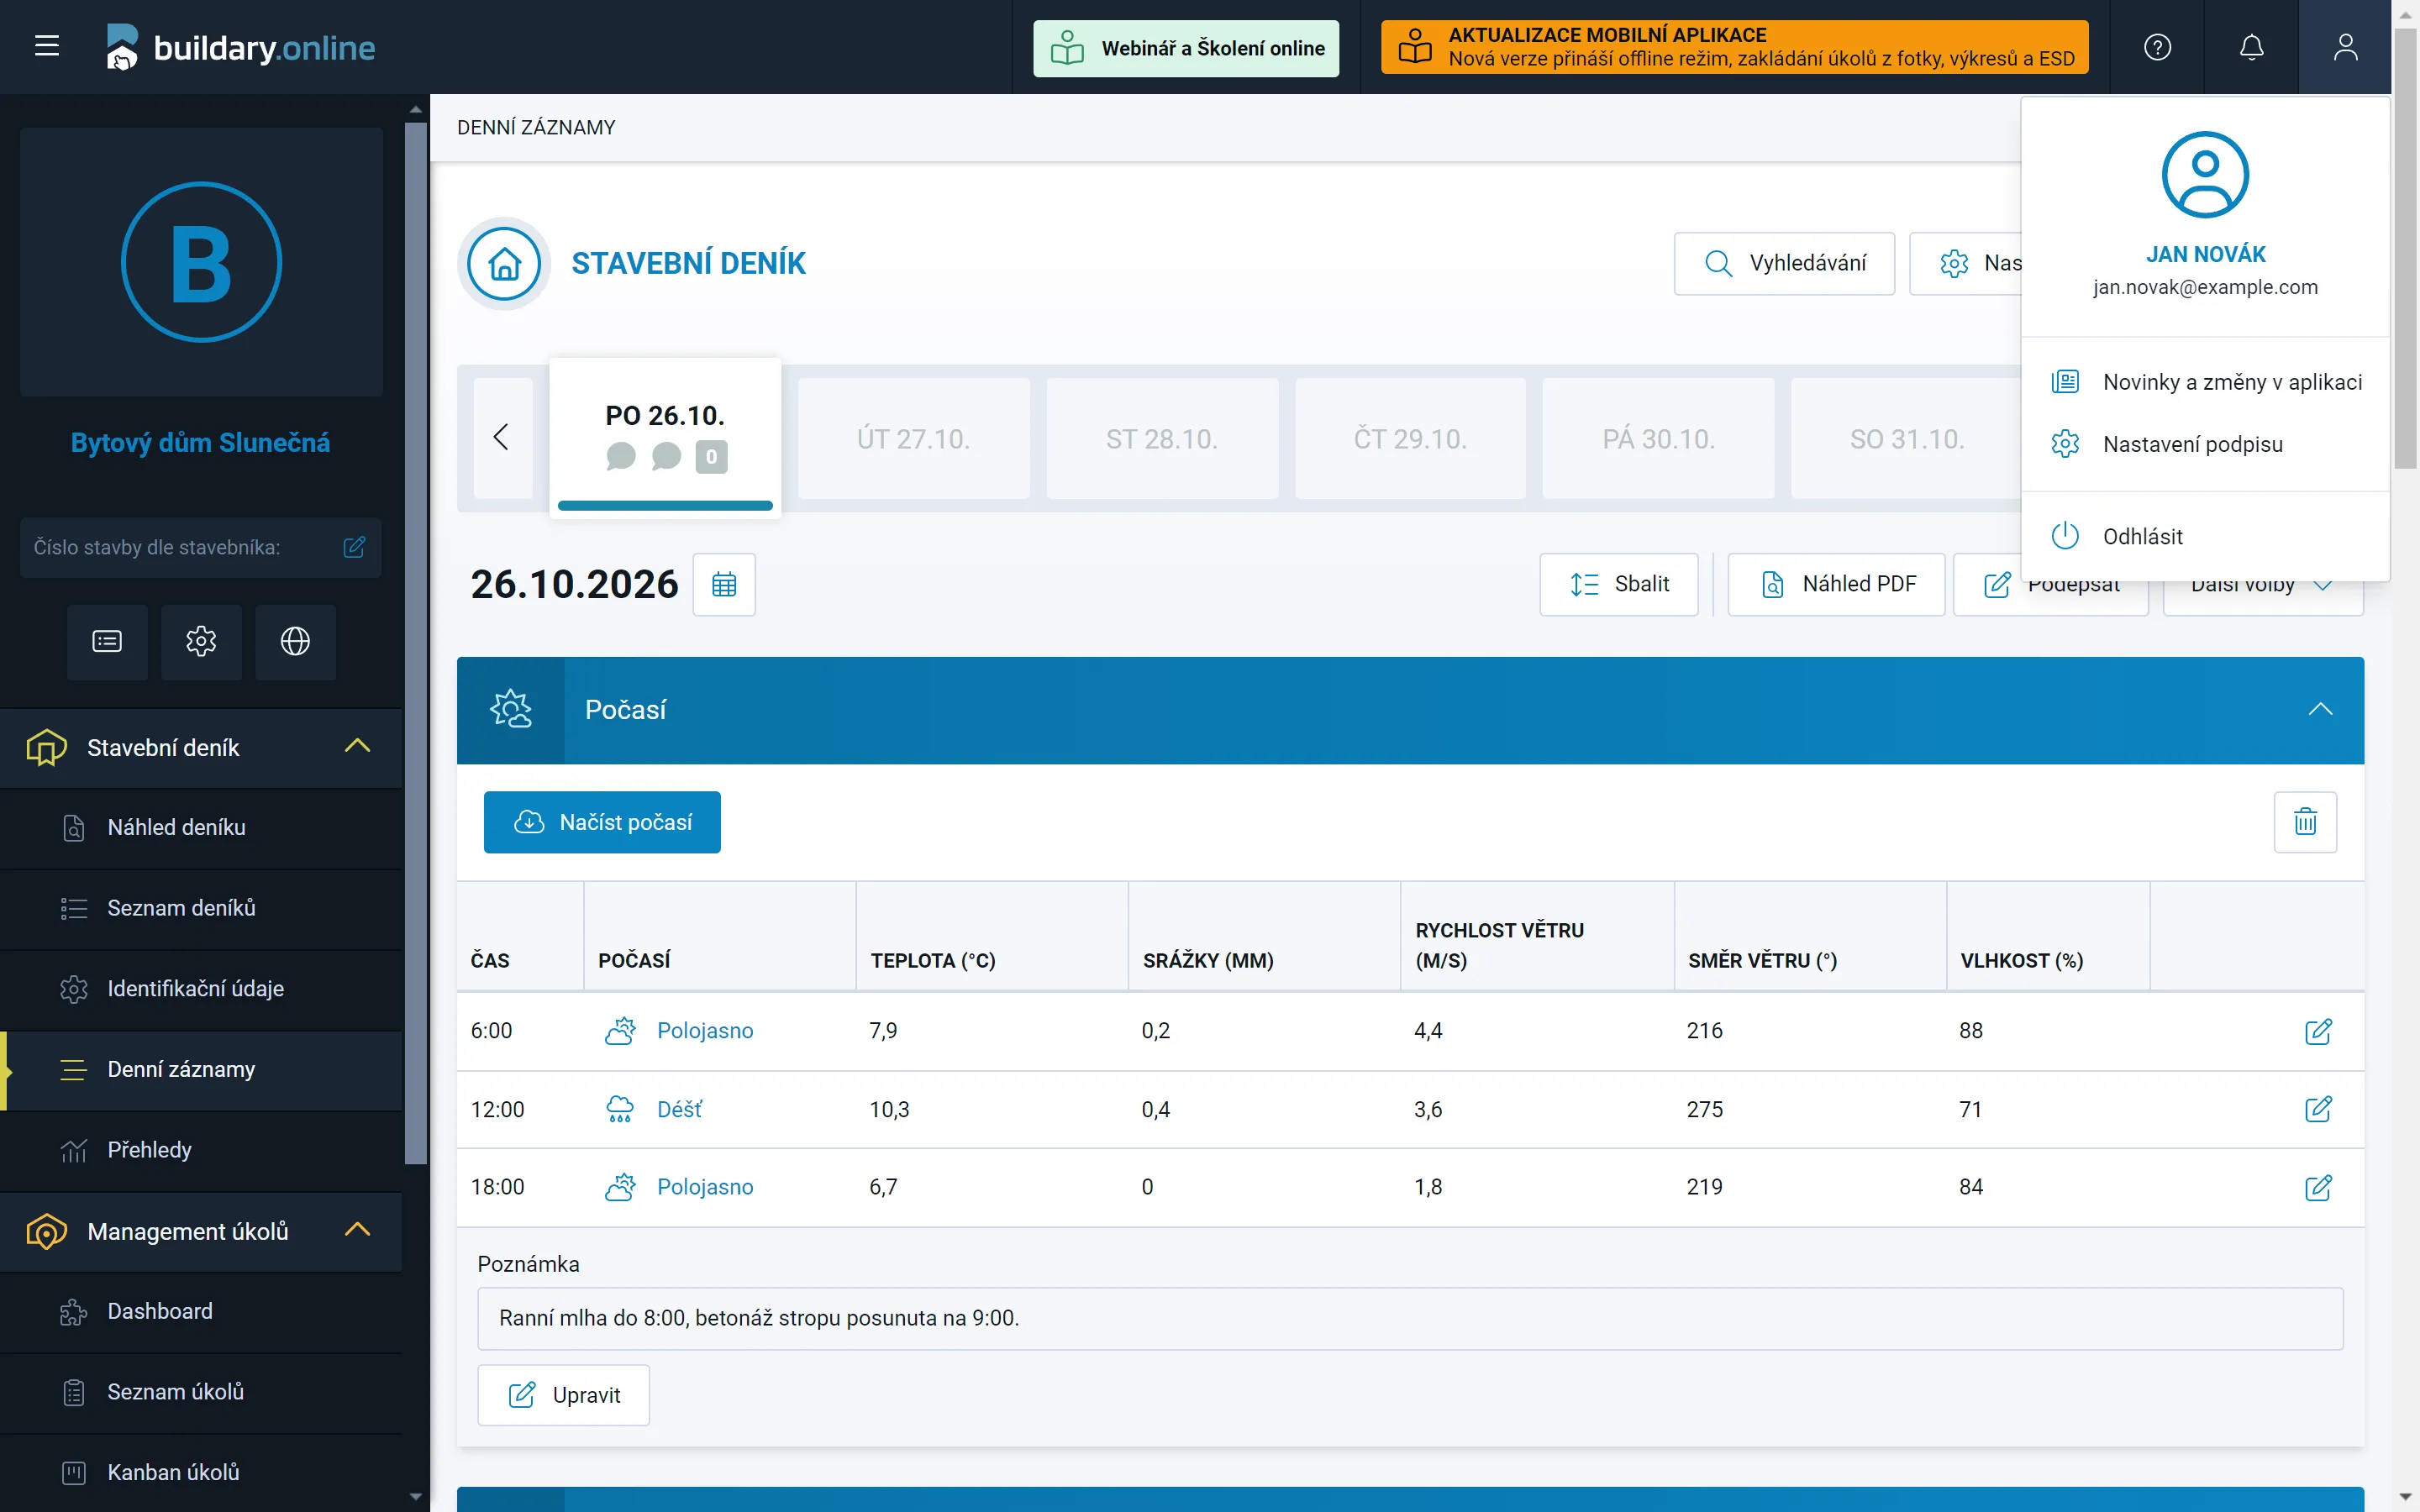 buildary.online
Webinář a Školení online
AKTUALIZACE MOBILNÍ APLIKACE
Nová verze přináší offline režim, zakládání úkolů z fotky, výkresů a ESD
B
Bytový dům Slunečná
Číslo stavby dle stavebníka:
Stavební deník
Náhled deníku
Seznam deníků
Identifikační údaje
Denní záznamy
Přehledy
Management úkolů
Dashboard
Seznam úkolů
Kanban úkolů
DENNÍ ZÁZNAMY
STAVEBNÍ DENÍK
Vyhledávání
Nas
JAN NOVÁK
jan.novak@example.com
Novinky a změny v aplikaci
Nastavení podpisu
Odhlásit
PO 26.10.
0
ÚT 27.10.
ST 28.10.
ČT 29.10.
PÁ 30.10.
SO 31.10.
26.10.2026
Sbalit
Náhled PDF
Podepsat
Další volby
Počasí
Načíst počasí
ČAS POČASÍ TEPLOTA (°C) SRÁŽKY (MM) RYCHLOST VĚTRU (M/S) SMĚR VĚTRU (°) VLHKOST (%)
6:00 Polojasno 7,9 0,2 4,4 216 88
12:00 Déšť 10,3 0,4 3,6 275 71
18:00 Polojasno 6,7 0 1,8 219 84
Poznámka
Ranní mlha do 8:00, betonáž stropu posunuta na 9:00.
Upravit